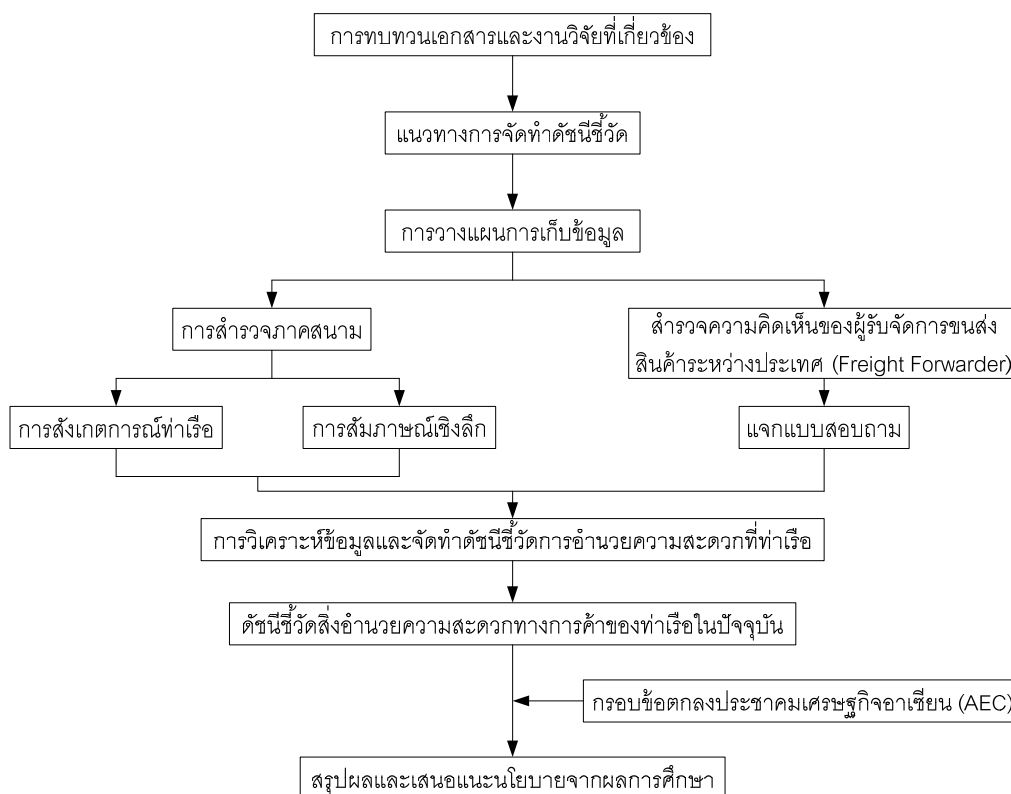 การทบทวนเอกสารและงานวิจัยที่เกี่ยวข้อง
แนวทางการจัดทำดัชนีชี้วัด
การวางแผนการเก็บข้อมูล
การสำรวจภาคสนาม
สำรวจความคิดเห็นของผู้รับจัดการขนส่ง
สินค้าระหว่างประเทศ (Freight Forwarder)
การสังเกตการณ์ท่าเรือ
การสัมภาษณ์เชิงลึก
แจกแบบสอบถาม
การวิเคราะห์ข้อมูลและจัดทำดัชนีชี้วัดการอำนวยความสะดวกที่ท่าเรือ
ดัชนีชี้วัดสิ่งอำนวยความสะดวกทางการค้าของท่าเรือในปัจจุบัน
กรอบข้อตกลงประชาคมเศรษฐกิจอาเซียน (AEC)
สรุปผลและเสนอแนะนโยบายจากผลการศึกษา